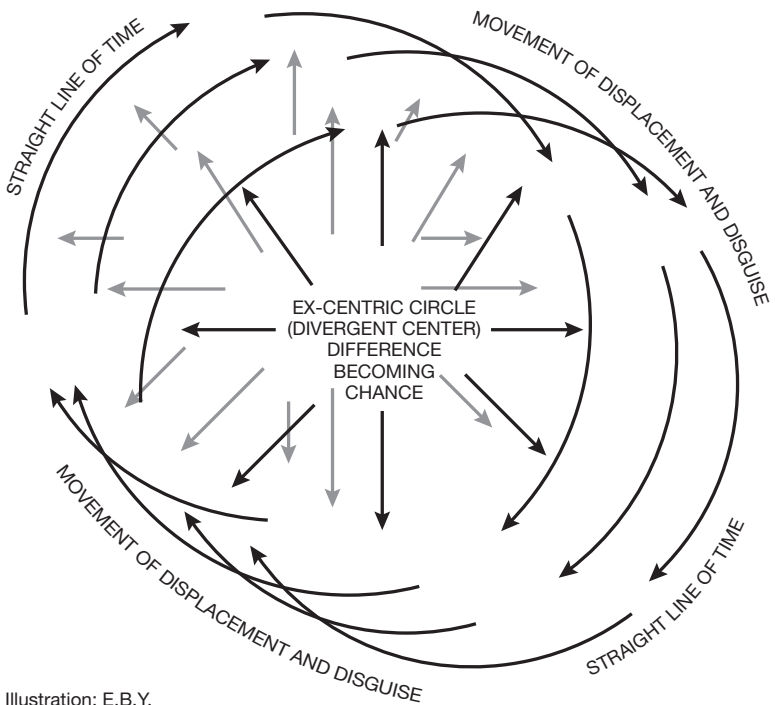 STRAIGHT LINE OF TIME
MOVEMENT OF DISPLACEMENT AND DISGUISE
EX-CENTRIC CIRCLE
(DIVERGENT CENTER)
DIFFERENCE
BECOMING
CHANCE
MOVEMENT OF DISPLACEMENT AND DISGUISE
STRAIGHT LINE OF TIME
Illustration: E.B.Y.